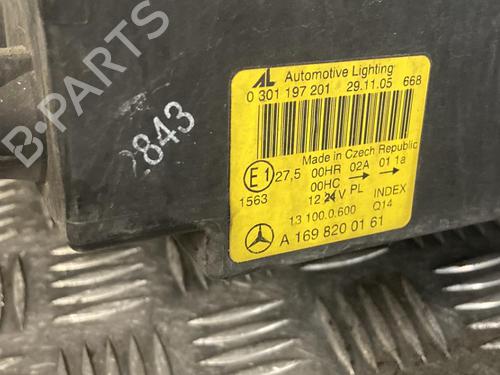 B-PARTS
2843
AL Automotive Lighting
0 301 197 201 29.11.05 668
Made in Czech Republic
E1 27,5 00HR 02A 01 1a
1563 00HC → →
12 24V PL INDEX
13 100.0.600 Q14
A 169 820 01 61